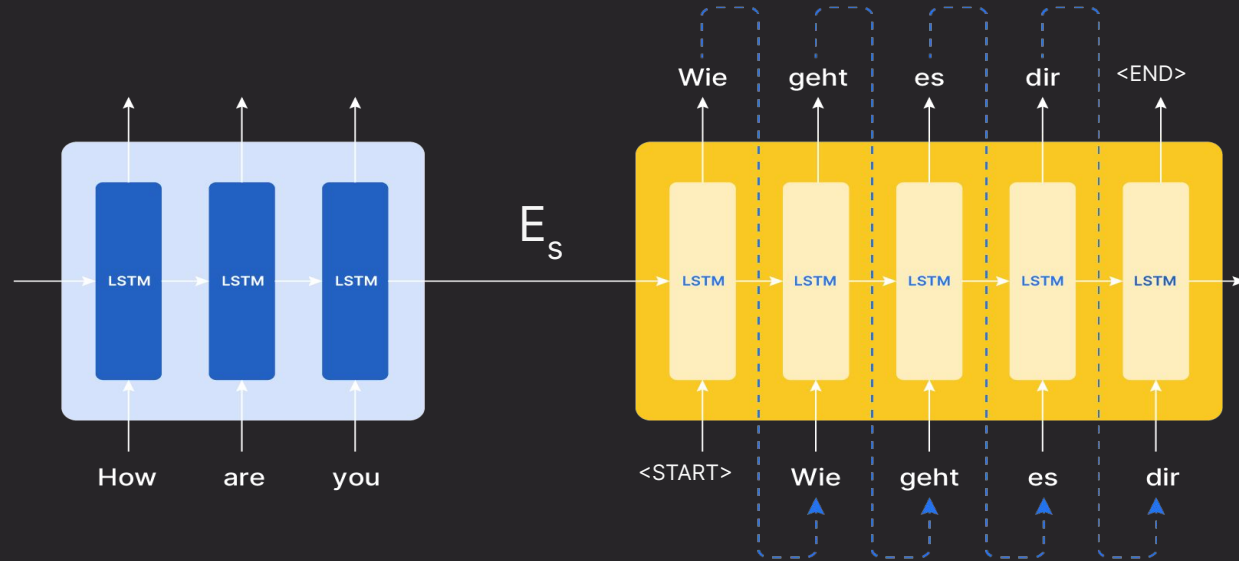 Wie geht es dir <END>
E_s
LSTM LSTM LSTM LSTM LSTM LSTM LSTM LSTM
How are you <START> Wie geht es dir